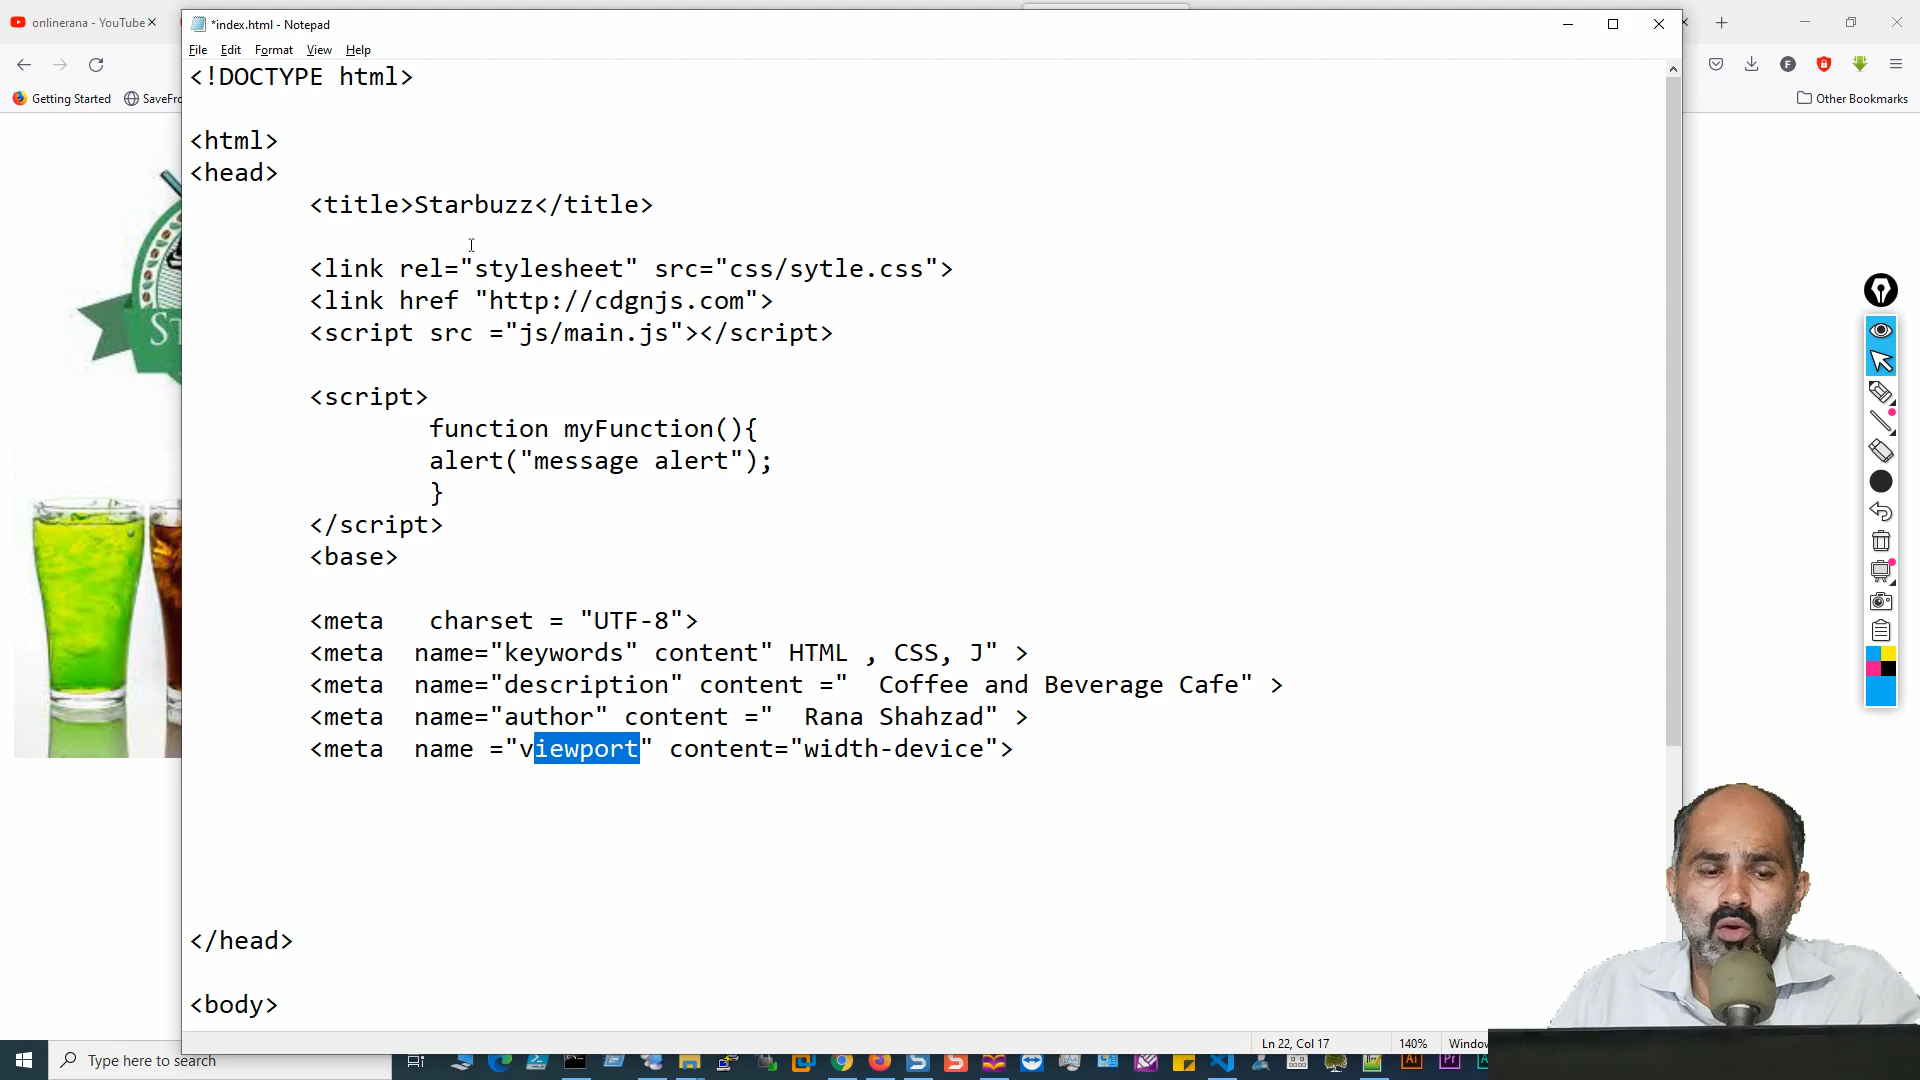 onlinerana - YouTube
*index.html - Notepad
File Edit Format View Help
Getting Started
SaveFro
Other Bookmarks
<!DOCTYPE html>
<html>
<head>
<title>Starbuzz</title>
<link rel="stylesheet" src="css/sytle.css">
<link href "http://cdgnjs.com">
<script src ="js/main.js"></script>
<script>
function myFunction(){
alert("message alert");
}
</script>
<base>
<meta   charset = "UTF-8">
<meta  name="keywords" content" HTML , CSS, J" >
<meta  name="description" content ="  Coffee and Beverage Cafe" >
<meta  name="author" content ="  Rana Shahzad" >
<meta  name ="viewport" content="width-device">
</head>
<body>
Ln 22, Col 17
140%
Window
Type here to search